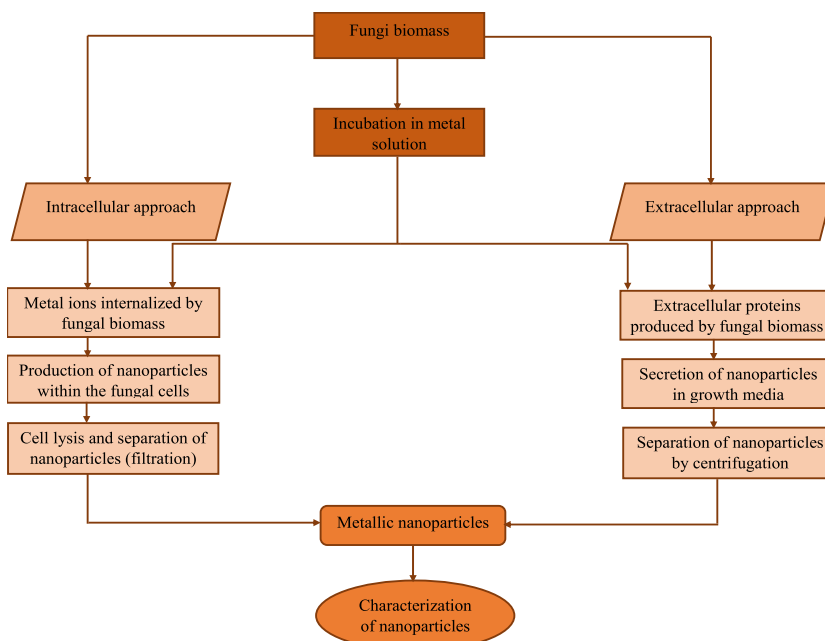 Fungi biomass
Incubation in metal
solution
Intracellular approach
Extracellular approach
Metal ions internalized by
fungal biomass
Extracellular proteins
produced by fungal biomass
Production of nanoparticles
within the fungal cells
Secretion of nanoparticles
in growth media
Cell lysis and separation of
nanoparticles (filtration)
Separation of nanoparticles
by centrifugation
Metallic nanoparticles
Characterization
of nanoparticles